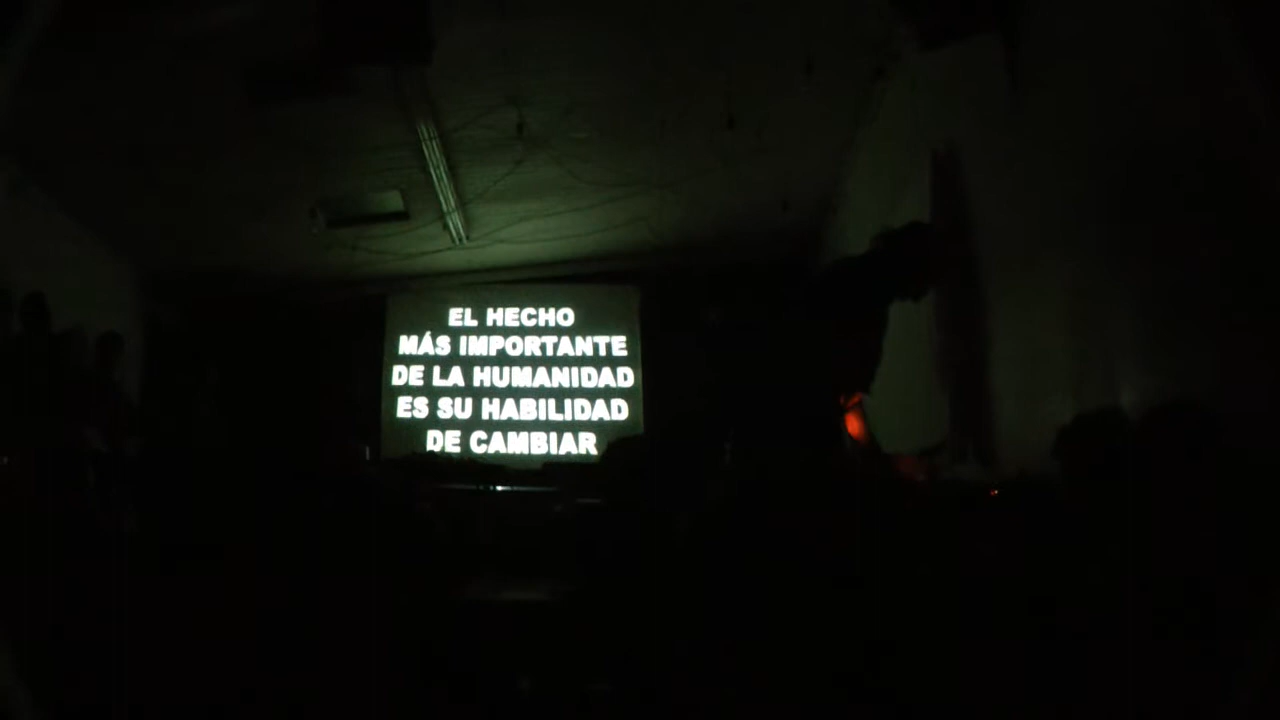 EL HECHO
MÁS IMPORTANTE
DE LA HUMANIDAD
ES SU HABILIDAD
DE CAMBIAR